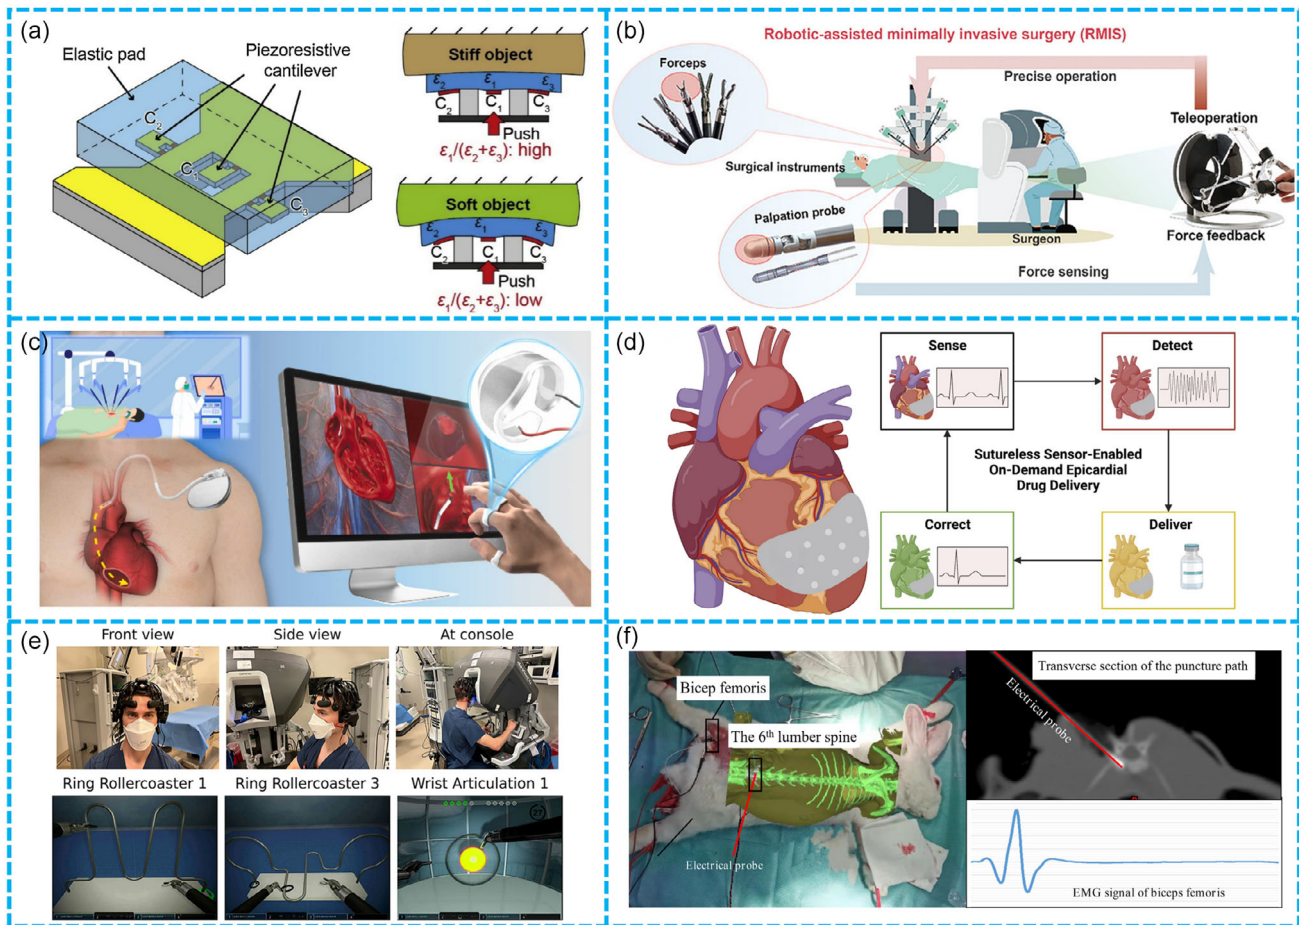 (a)
Elastic pad
Piezoresistive
cantilever
C2
C1
C3
Stiff object
ε2 ε1 ε3
C2 C1 C3
Push
ε1/(ε2+ε3): high
Soft object
ε2 ε1 ε3
C2 C1 C3
Push
ε1/(ε2+ε3): low
(b)
Robotic-assisted minimally invasive surgery (RMIS)
Forceps
Precise operation
Teleoperation
Surgical instruments
Palpation probe
Surgeon
Force feedback
Force sensing
(c)
(d)
Sense
Detect
Sutureless Sensor-Enabled
On-Demand Epicardial
Drug Delivery
Correct
Deliver
(e)
Front view
Side view
At console
Ring Rollercoaster 1
Ring Rollercoaster 3
Wrist Articulation 1
27
(f)
Bicep femoris
The 6th lumber spine
Electrical probe
Transverse section of the puncture path
Electrical probe
EMG signal of biceps femoris